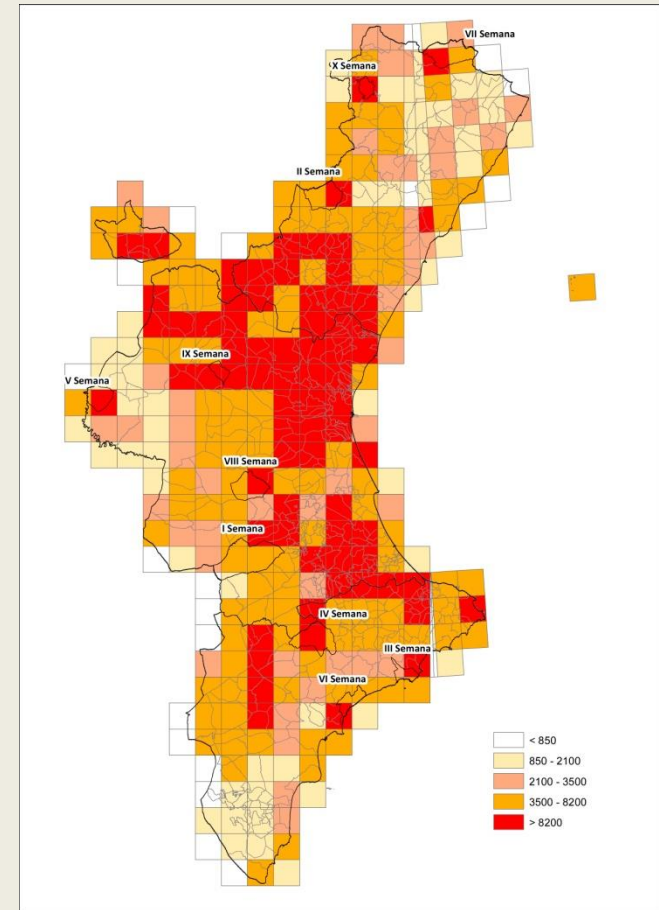 VII Semana
X Semana
II Semana
IX Semana
V Semana
VIII Semana
I Semana
IV Semana
III Semana
VI Semana
< 850
850 - 2100
2100 - 3500
3500 - 8200
> 8200